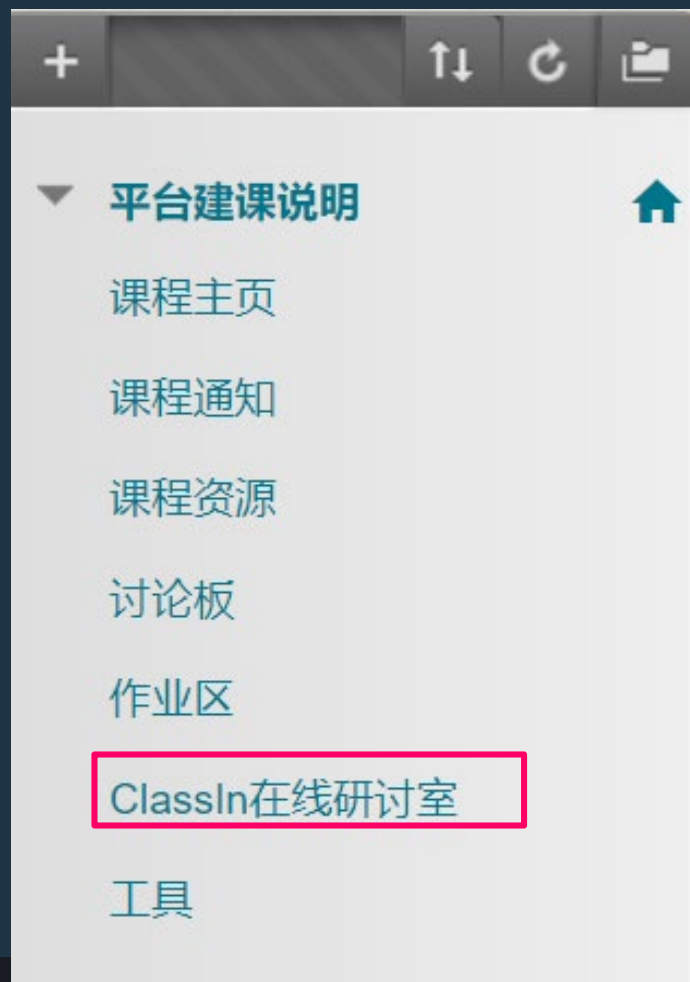 平台建课说明
课程主页
课程通知
课程资源
讨论板
作业区
ClassIn在线研讨室
工具